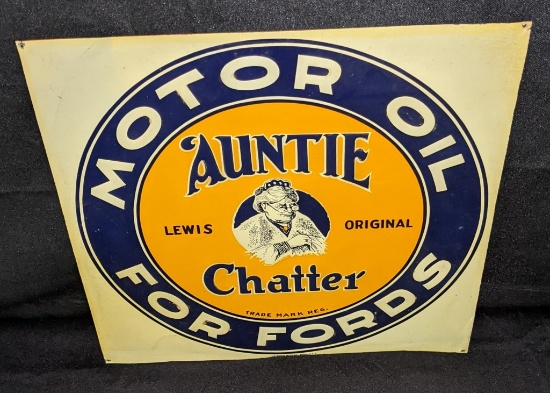 MOTOR OIL
AUNTIE
LEWIS ORIGINAL
Chatter
TRADE MARK REG.
FOR FORDS